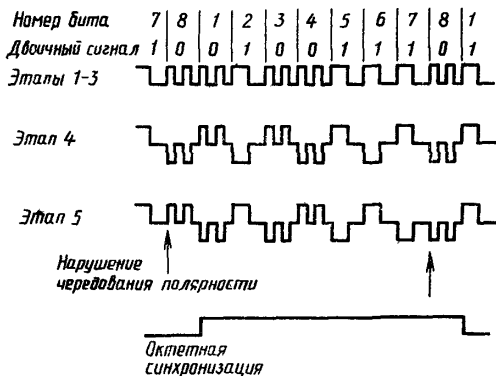 Номер бита 7 8 1 2 3 4 5 6 7 8 1
Двоичный сигнал 1 0 0 1 0 0 1 1 1 0 1
Этапы 1-3
Этап 4
Этап 5
Нарушение
чередования полярности
Октетная
синхронизация